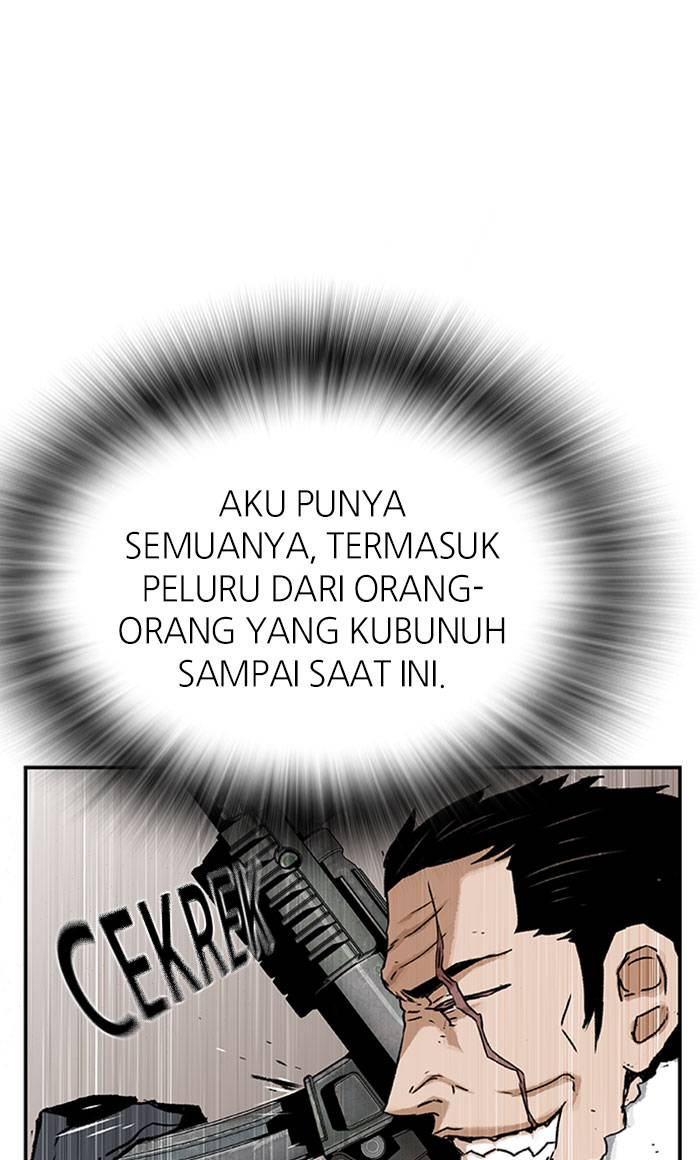 AKU PUNYA
SEMUANYA, TERMASUK
PELURU DARI ORANG-
ORANG YANG KUBUNUH
SAMPAI SAAT INI.
CEKREK